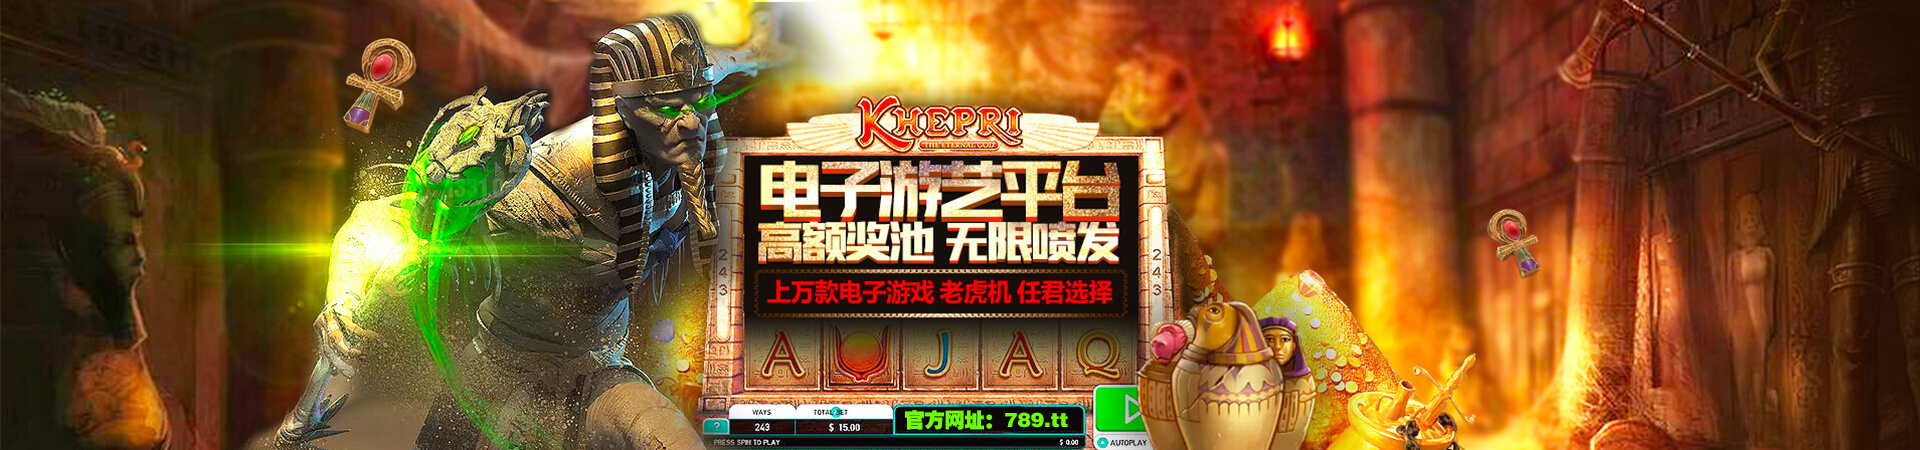 KHEPRI
THE ETERNAL GOD
电子游艺平台
高额奖池 无限喷发
上万款电子游戏 老虎机 任君选择
243
243
A J A Q
WAYS
243
TOTAL BET
$ 15.00
官方网址：789.tt
?
PRESS SPIN TO PLAY
$ 0.00
AUTOPLAY